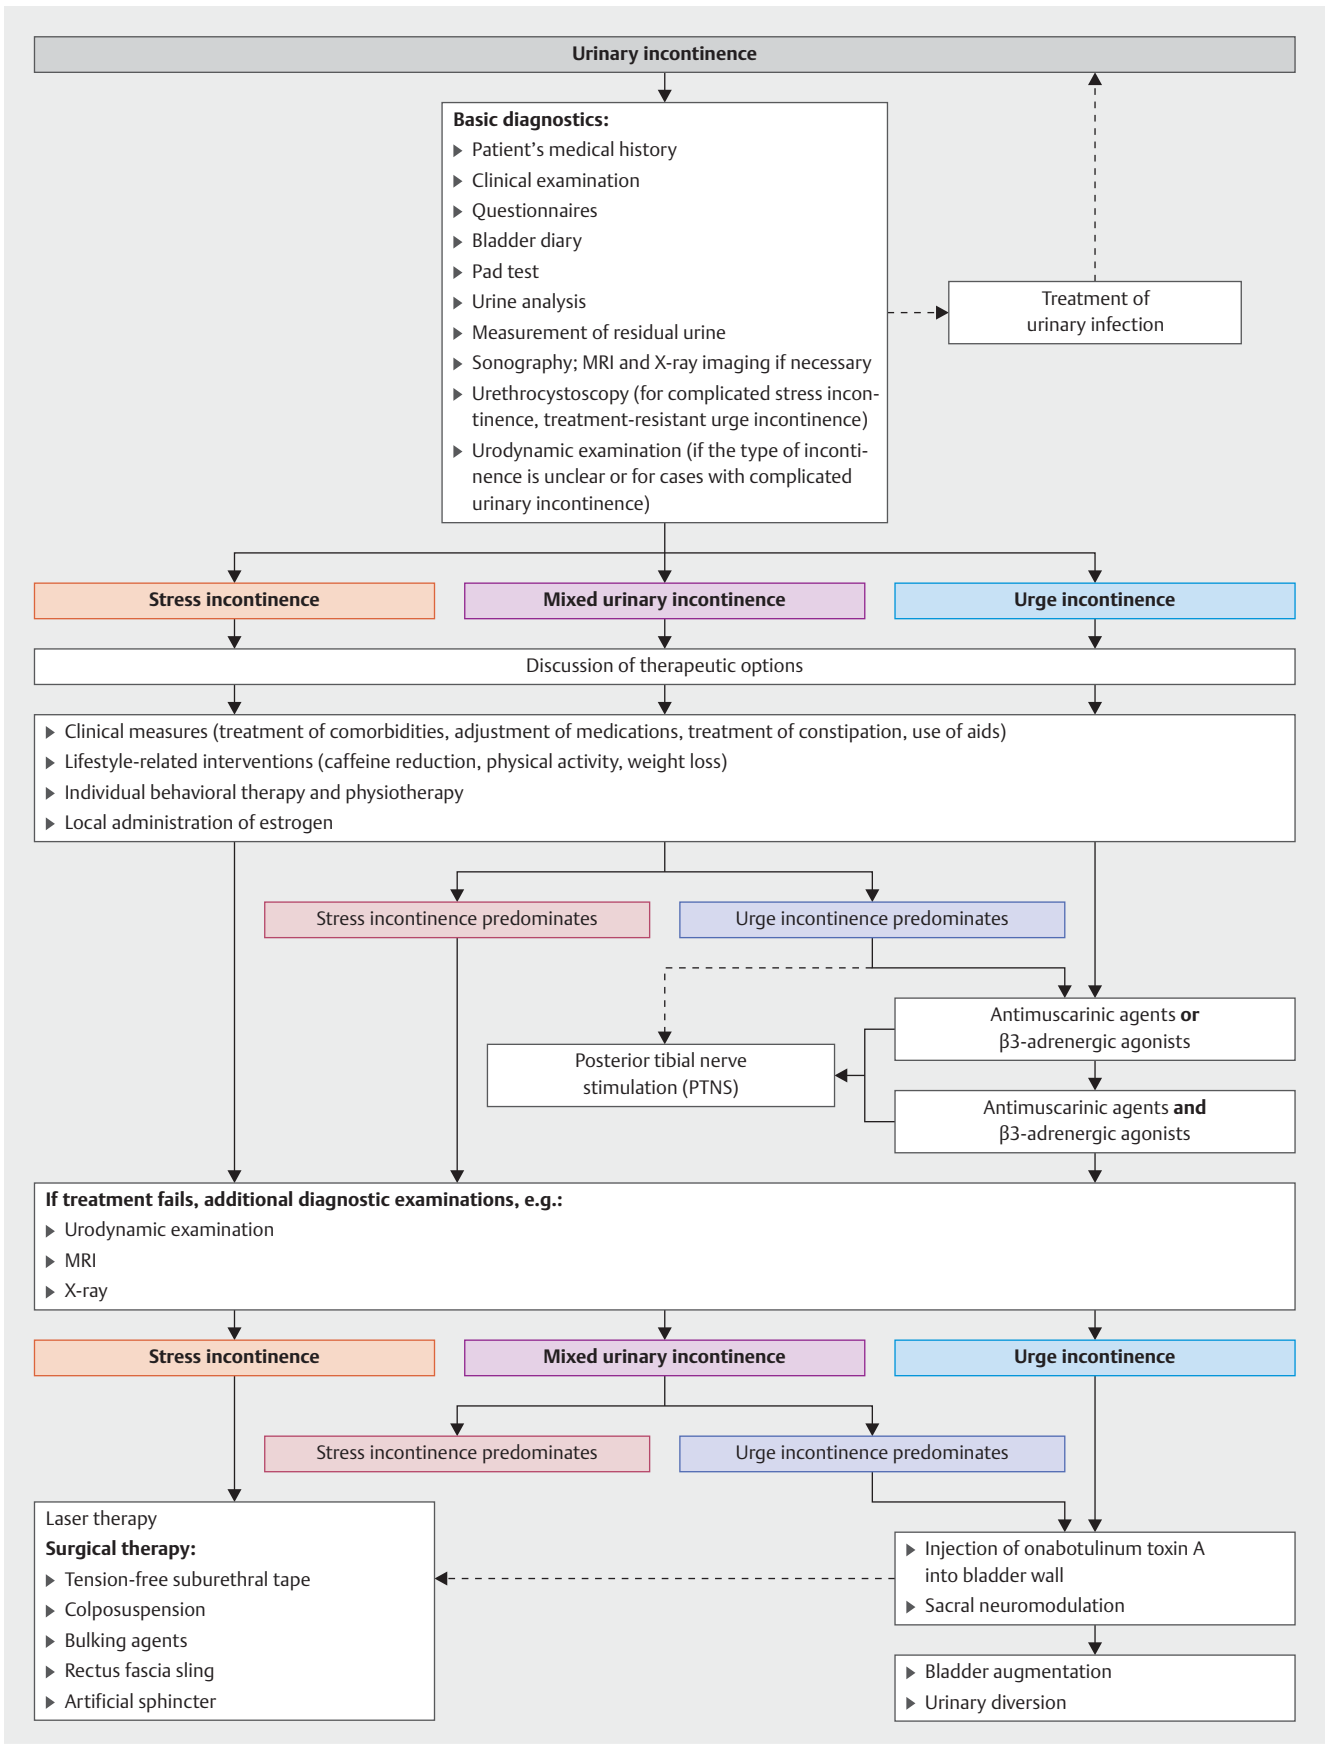 Urinary incontinence
Basic diagnostics:
▶ Patient’s medical history
▶ Clinical examination
▶ Questionnaires
▶ Bladder diary
▶ Pad test
▶ Urine analysis
▶ Measurement of residual urine
▶ Sonography; MRI and X-ray imaging if necessary
▶ Urethrocystoscopy (for complicated stress incon-
tinence, treatment-resistant urge incontinence)
▶ Urodynamic examination (if the type of inconti-
nence is unclear or for cases with complicated
urinary incontinence)
Treatment of
urinary infection
Stress incontinence
Mixed urinary incontinence
Urge incontinence
Discussion of therapeutic options
▶ Clinical measures (treatment of comorbidities, adjustment of medications, treatment of constipation, use of aids)
▶ Lifestyle-related interventions (caffeine reduction, physical activity, weight loss)
▶ Individual behavioral therapy and physiotherapy
▶ Local administration of estrogen
Stress incontinence predominates
Urge incontinence predominates
Antimuscarinic agents or
β3-adrenergic agonists
Posterior tibial nerve
stimulation (PTNS)
Antimuscarinic agents and
β3-adrenergic agonists
If treatment fails, additional diagnostic examinations, e.g.:
▶ Urodynamic examination
▶ MRI
▶ X-ray
Stress incontinence
Mixed urinary incontinence
Urge incontinence
Stress incontinence predominates
Urge incontinence predominates
Laser therapy
Surgical therapy:
▶ Tension-free suburethral tape
▶ Colposuspension
▶ Bulking agents
▶ Rectus fascia sling
▶ Artificial sphincter
▶ Injection of onabotulinum toxin A
into bladder wall
▶ Sacral neuromodulation
▶ Bladder augmentation
▶ Urinary diversion